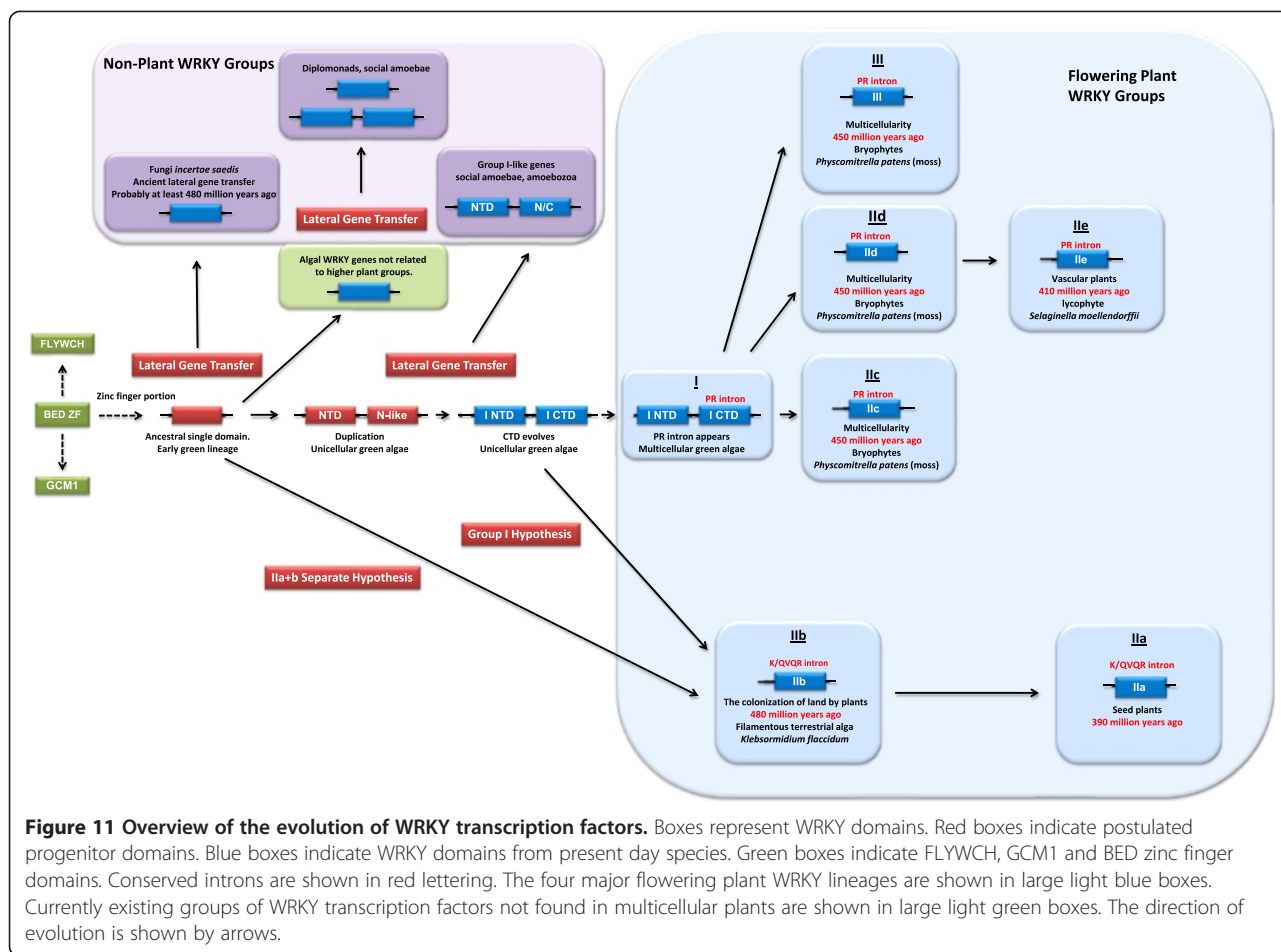 Non-Plant WRKY Groups
Diplomonads, social amoebae
Fungi incertae saedis
Ancient lateral gene transfer
Probably at least 480 million years ago
Lateral Gene Transfer
Group I-like genes
social amoebae, amoebozoa
NTD
N/C
Algal WRKY genes not related
to higher plant groups.
FLYWCH
Lateral Gene Transfer
Lateral Gene Transfer
Zinc finger portion
BED ZF
GCM1
Ancestral single domain.
Early green lineage
NTD
N-like
Duplication
Unicellular green algae
I NTD
I CTD
CTD evolves
Unicellular green algae
Group I Hypothesis
IIa+b Separate Hypothesis
Flowering Plant
WRKY Groups
III
PR intron
III
Multicellularity
450 million years ago
Bryophytes
Physcomitrella patens (moss)
IId
PR intron
IId
Multicellularity
450 million years ago
Bryophytes
Physcomitrella patens (moss)
IIe
PR intron
IIe
Vascular plants
410 million years ago
lycophyte
Selaginella moellendorffii
I
PR intron
I NTD
I CTD
PR intron appears
Multicellular green algae
IIc
PR intron
IIc
Multicellularity
450 million years ago
Bryophytes
Physcomitrella patens (moss)
IIb
K/QVQR intron
IIb
The colonization of land by plants
480 million years ago
Filamentous terrestrial alga
Klebsormidium flaccidum
IIa
K/QVQR intron
IIa
Seed plants
390 million years ago
Figure 11 Overview of the evolution of WRKY transcription factors. Boxes represent WRKY domains. Red boxes indicate postulated
progenitor domains. Blue boxes indicate WRKY domains from present day species. Green boxes indicate FLYWCH, GCM1 and BED zinc finger
domains. Conserved introns are shown in red lettering. The four major flowering plant WRKY lineages are shown in large light blue boxes.
Currently existing groups of WRKY transcription factors not found in multicellular plants are shown in large light green boxes. The direction of
evolution is shown by arrows.